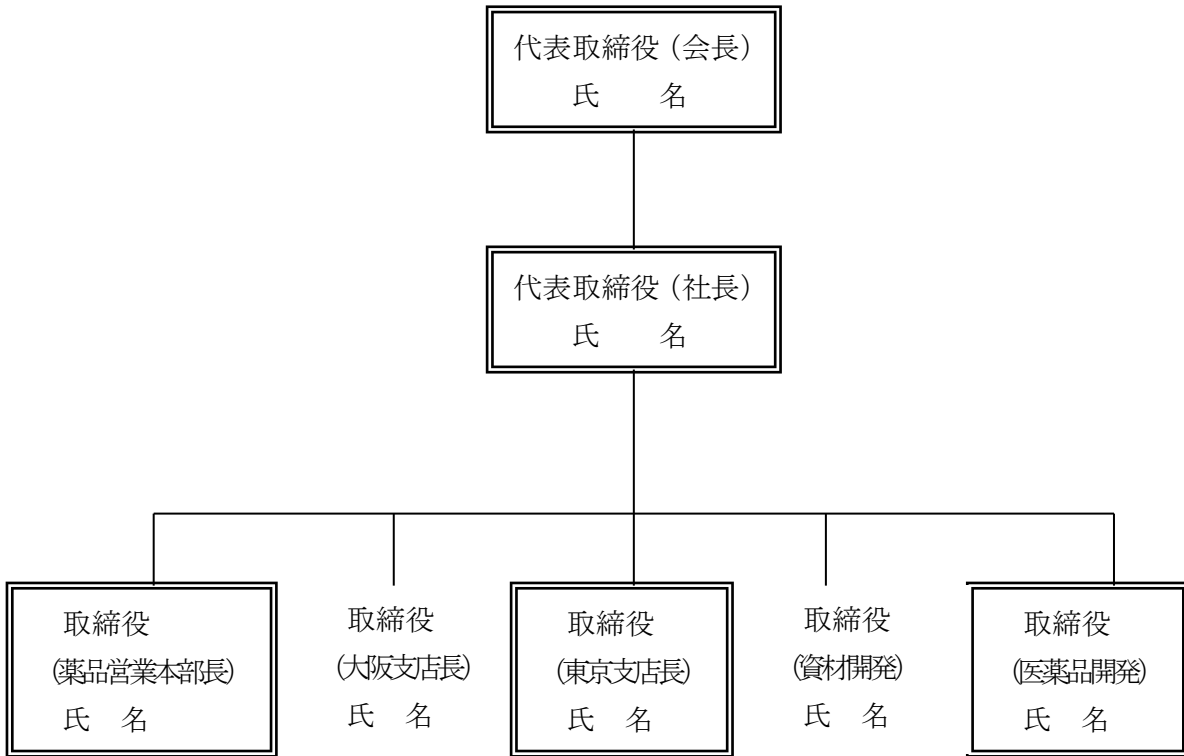 代表取締役（会長）
氏　　名
代表取締役（社長）
氏　　名
取締役
(薬品営業本部長)
氏　名
取締役
(大阪支店長)
氏　名
取締役
(東京支店長)
氏　名
取締役
(資材開発)
氏　名
取締役
(医薬品開発)
氏　名